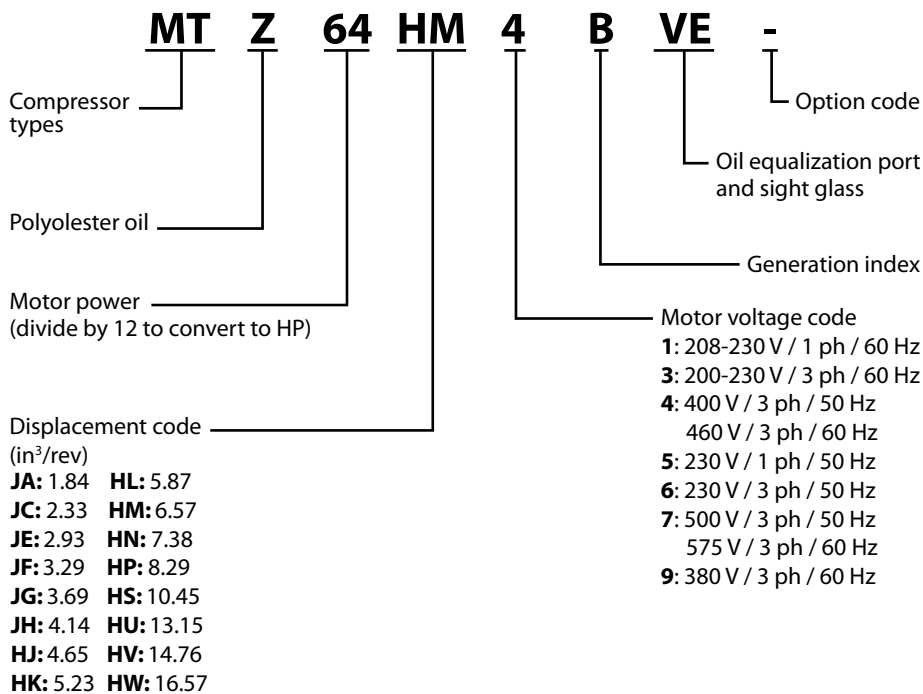 MT Z 64 HM 4 B VE -
Compressor
types
Polyolester oil
Motor power
(divide by 12 to convert to HP)
Displacement code
(in³/rev)
JA: 1.84 HL: 5.87
JC: 2.33 HM: 6.57
JE: 2.93 HN: 7.38
JF: 3.29 HP: 8.29
JG: 3.69 HS: 10.45
JH: 4.14 HU: 13.15
HJ: 4.65 HV: 14.76
HK: 5.23 HW: 16.57
Option code
Oil equalization port
and sight glass
Generation index
Motor voltage code
1: 208-230 V / 1 ph / 60 Hz
3: 200-230 V / 3 ph / 60 Hz
4: 400 V / 3 ph / 50 Hz
460 V / 3 ph / 60 Hz
5: 230 V / 1 ph / 50 Hz
6: 230 V / 3 ph / 50 Hz
7: 500 V / 3 ph / 50 Hz
575 V / 3 ph / 60 Hz
9: 380 V / 3 ph / 60 Hz